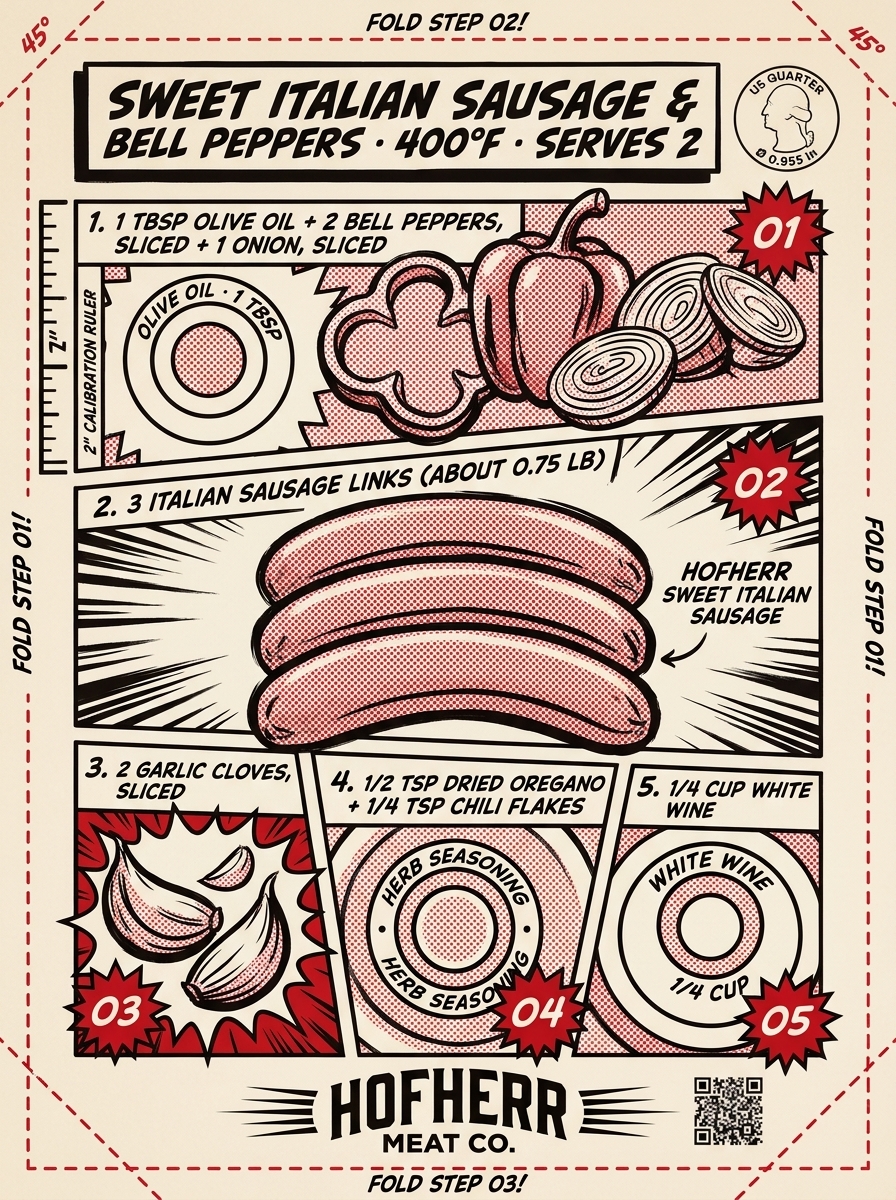 FOLD STEP 02!
45°
45°
SWEET ITALIAN SAUSAGE &
BELL PEPPERS · 400°F · SERVES 2
US QUARTER
Ø 0.955 in
1. 1 TBSP OLIVE OIL + 2 BELL PEPPERS,
SLICED + 1 ONION, SLICED
01
2"
2" CALIBRATION RULER
OLIVE OIL · 1 TBSP
2. 3 ITALIAN SAUSAGE LINKS (ABOUT 0.75 LB)
02
HOFHERR
SWEET ITALIAN
SAUSAGE
FOLD STEP 01!
FOLD STEP 01!
3. 2 GARLIC CLOVES,
SLICED
03
4. 1/2 TSP DRIED OREGANO
+ 1/4 TSP CHILI FLAKES
HERB SEASONING
HERB SEASONING
04
5. 1/4 CUP WHITE
WINE
WHITE WINE
1/4 CUP
05
HOFHERR
MEAT CO.
FOLD STEP 03!